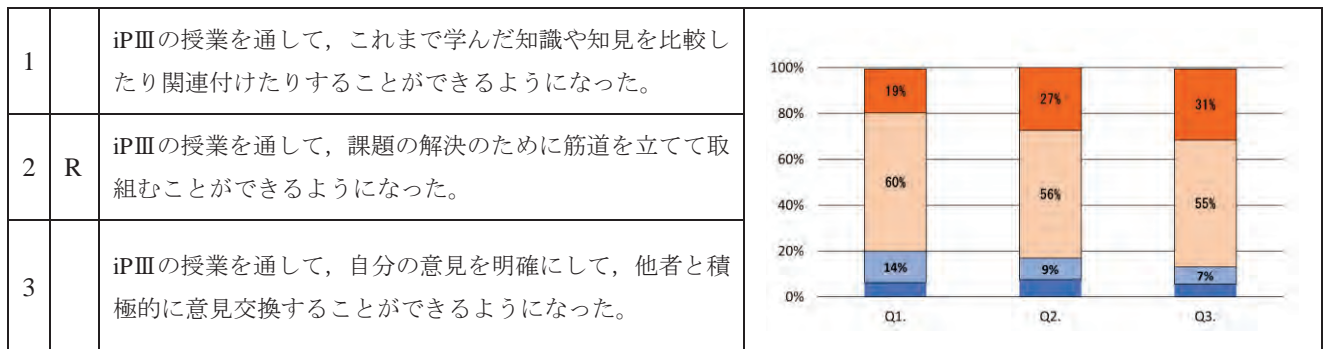 1
iPⅢの授業を通して，これまで学んだ知識や知見を比較し
たり関連付けたりすることができるようになった。
2
R
iPⅢの授業を通して，課題の解決のために筋道を立てて取
組むことができるようになった。
3
iPⅢの授業を通して，自分の意見を明確にして，他者と積
極的に意見交換することができるようになった。
100%
80%
60%
40%
20%
0%
19%
60%
14%
27%
56%
9%
31%
55%
7%
Q1.
Q2.
Q3.